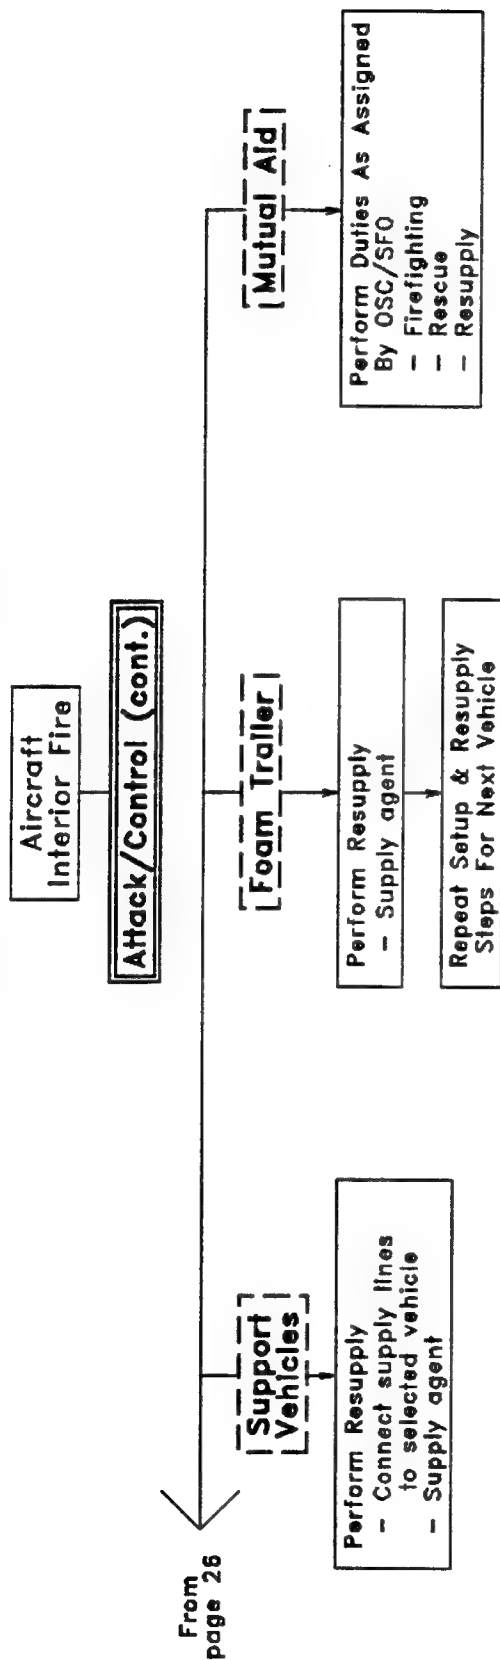 Aircraft
Interior Fire
Attack/Control (cont.)
From
page 26
Support
Vehicles
Perform Resupply
- Connect supply lines
to selected vehicle
- Supply agent
Foam Trailer
Perform Resupply
- Supply agent
Repeat Setup & Resupply
Steps For Next Vehicle
Mutual Aid
Perform Duties As Assigned
By OSC/SFO
- Firefighting
- Rescue
- Resupply